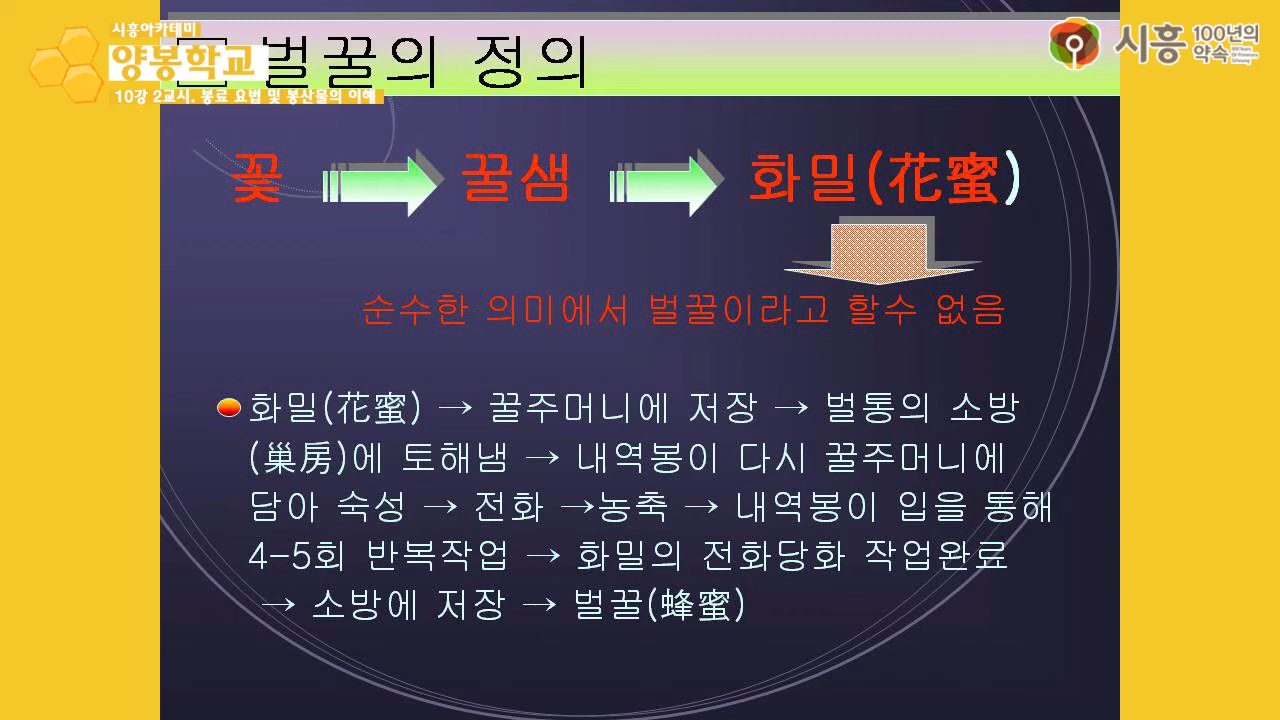 시흥아카데미
양봉학교
10강 2교시. 봉료 요법 및 봉산물의 이해
벌꿀의 정의
시흥 100년의 약속
꽃 꿀샘 화밀(花蜜)
순수한 의미에서 벌꿀이라고 할수 없음
화밀(花蜜) → 꿀주머니에 저장 → 벌통의 소방
(巢房)에 토해냄 → 내역봉이 다시 꿀주머니에
담아 숙성 → 전화 →농축 → 내역봉이 입을 통해
4-5회 반복작업 → 화밀의 전화당화 작업완료
→ 소방에 저장 → 벌꿀(蜂蜜)